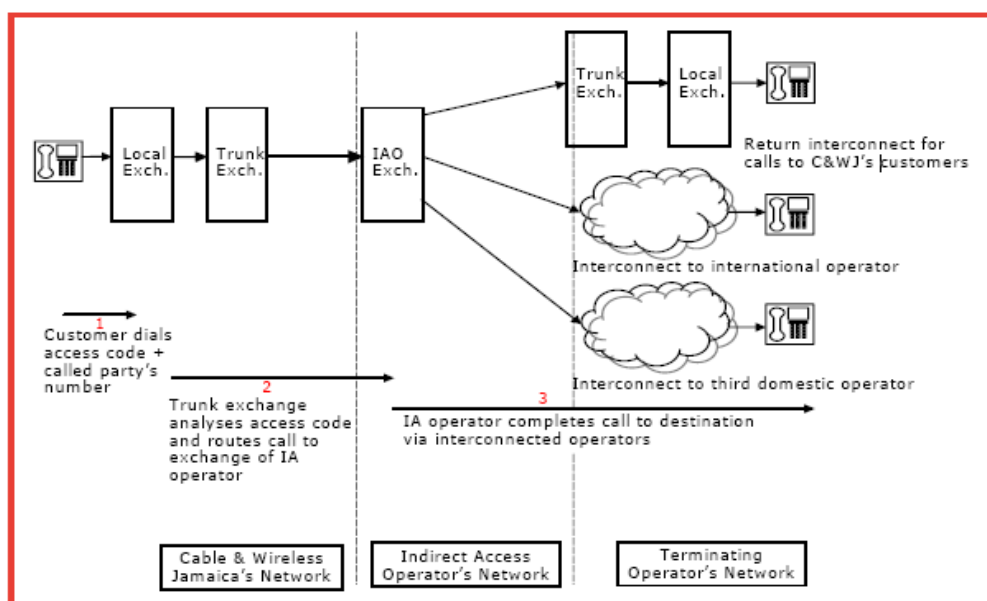 Trunk
Exch.
Local
Exch.
Local
Exch.
Trunk
Exch.
IAO
Exch.
Return interconnect for
calls to C&WJ's customers
Interconnect to international operator
Interconnect to third domestic operator
1
Customer dials
access code +
called party's
number
2
Trunk exchange
analyses access code
and routes call to
exchange of IA
operator
3
IA operator completes call to destination
via interconnected operators
Cable & Wireless
Jamaica's Network
Indirect Access
Operator's Network
Terminating
Operator's Network